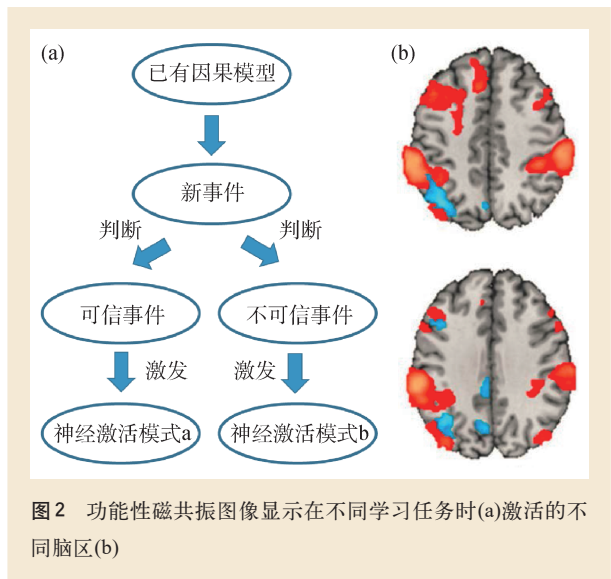 (a)
已有因果模型
新事件
判断
判断
可信事件
不可信事件
激发
激发
神经激活模式a
神经激活模式b
(b)
图2 功能性磁共振图像显示在不同学习任务时(a)激活的不
同脑区(b)